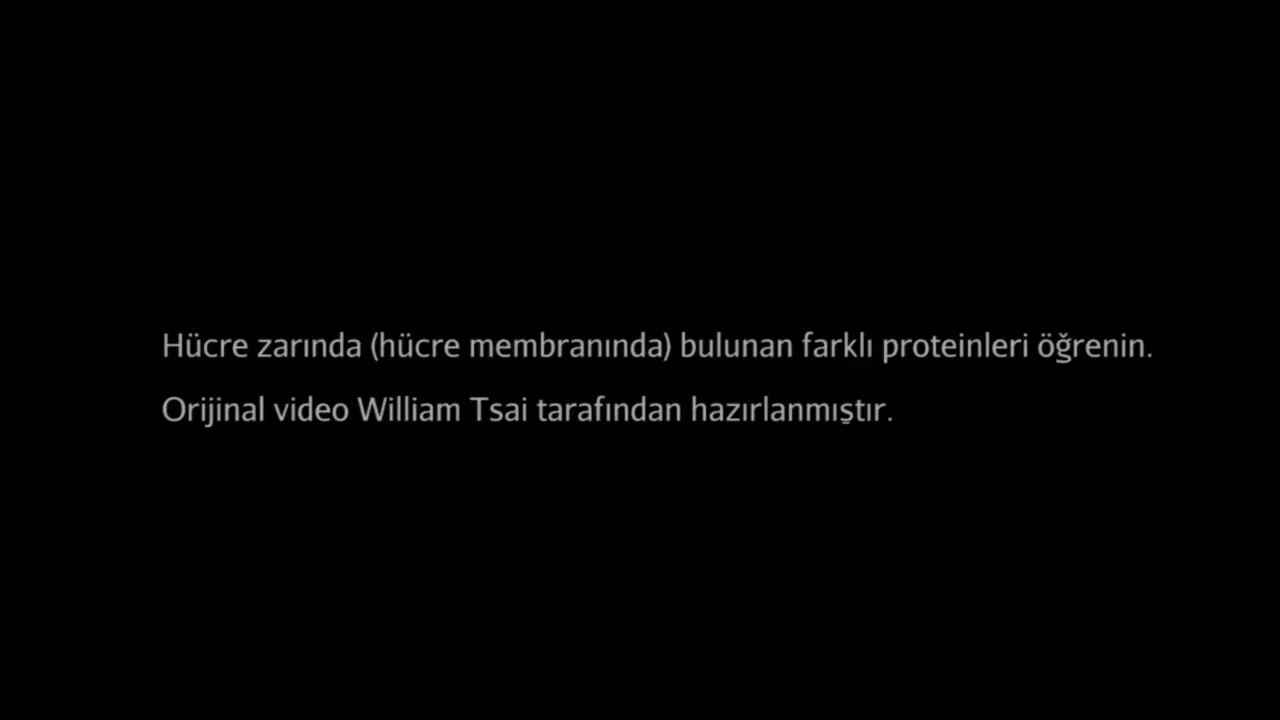 Hücre zarında (hücre membranında) bulunan farklı proteinleri öğrenin.
Orijinal video William Tsai tarafından hazırlanmıştır.